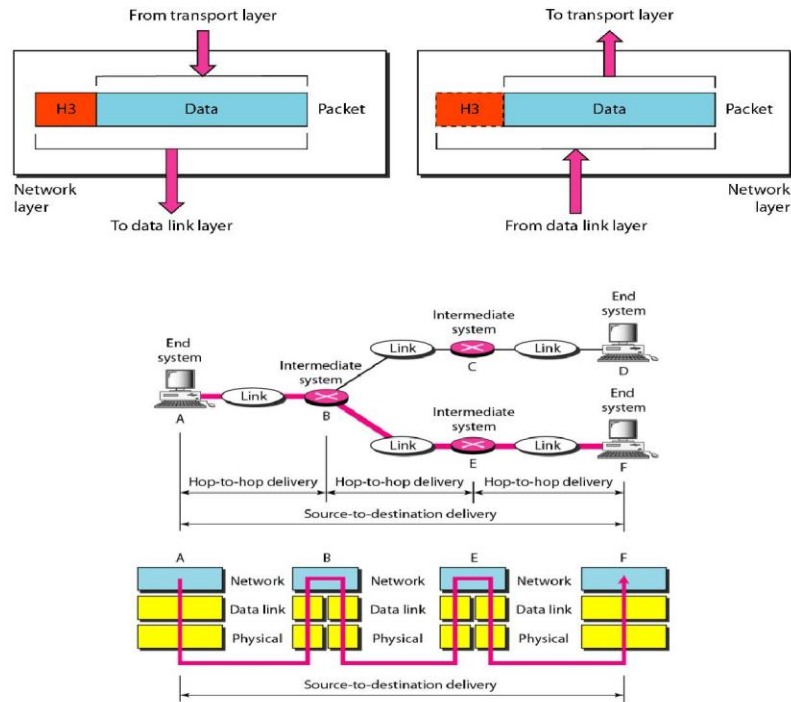 From transport layer
H3
Data
Packet
Network
layer
To data link layer
To transport layer
H3
Data
Packet
Network
layer
From data link layer
End
system
A
Link
Intermediate
system
B
Link
Intermediate
system
C
Link
End
system
D
Link
Intermediate
system
E
Link
End
system
F
Hop-to-hop delivery
Hop-to-hop delivery
Hop-to-hop delivery
Source-to-destination delivery
A
B
E
F
Network
Network
Network
Data link
Data link
Data link
Physical
Physical
Physical
Source-to-destination delivery